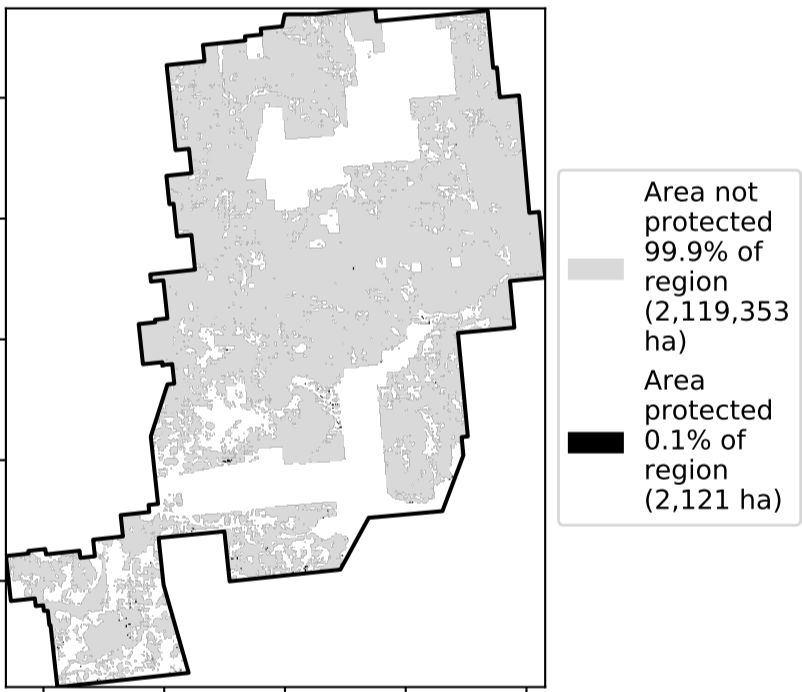 Area not
protected
99.9% of
region
(2,119,353
ha)
Area
protected
0.1% of
region
(2,121 ha)